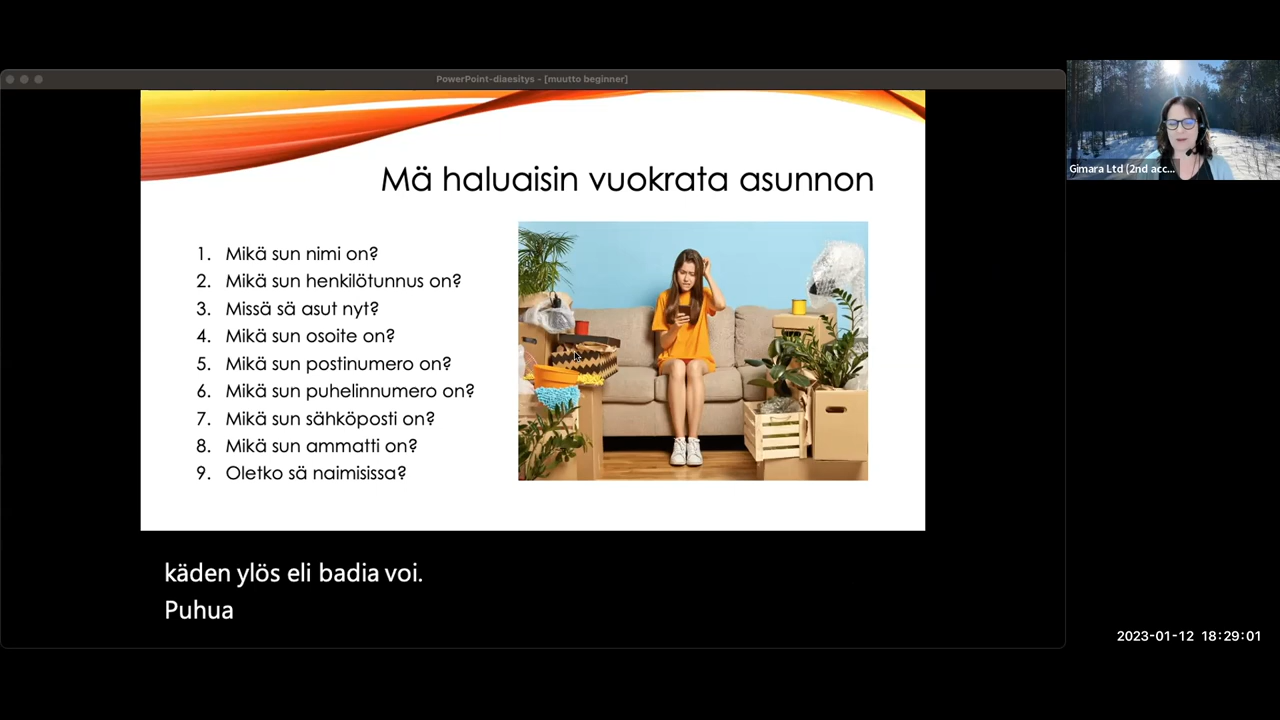 PowerPoint-diaesitys - [muutto beginner]
Gimara Ltd (2nd acc...
Mä haluaisin vuokrata asunnon
1. Mikä sun nimi on?
2. Mikä sun henkilötunnus on?
3. Missä sä asut nyt?
4. Mikä sun osoite on?
5. Mikä sun postinumero on?
6. Mikä sun puhelinnumero on?
7. Mikä sun sähköposti on?
8. Mikä sun ammatti on?
9. Oletko sä naimisissa?
käden ylös eli badia voi.
Puhua
2023-01-12 18:29:01